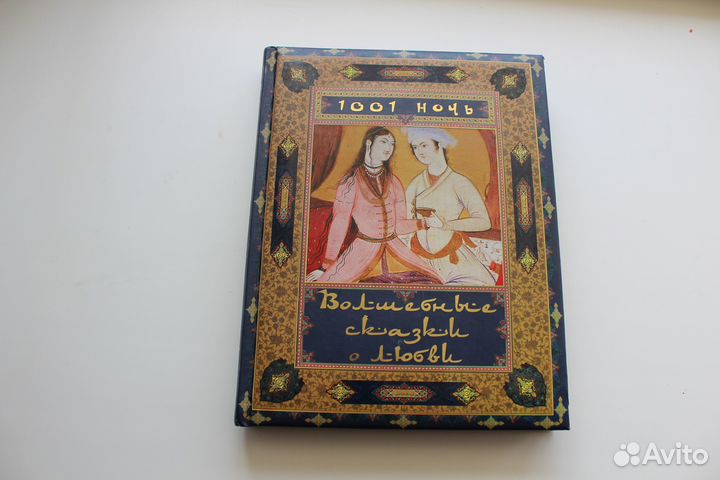 1001 ночь
Волшебные
сказки
о любви
Avito